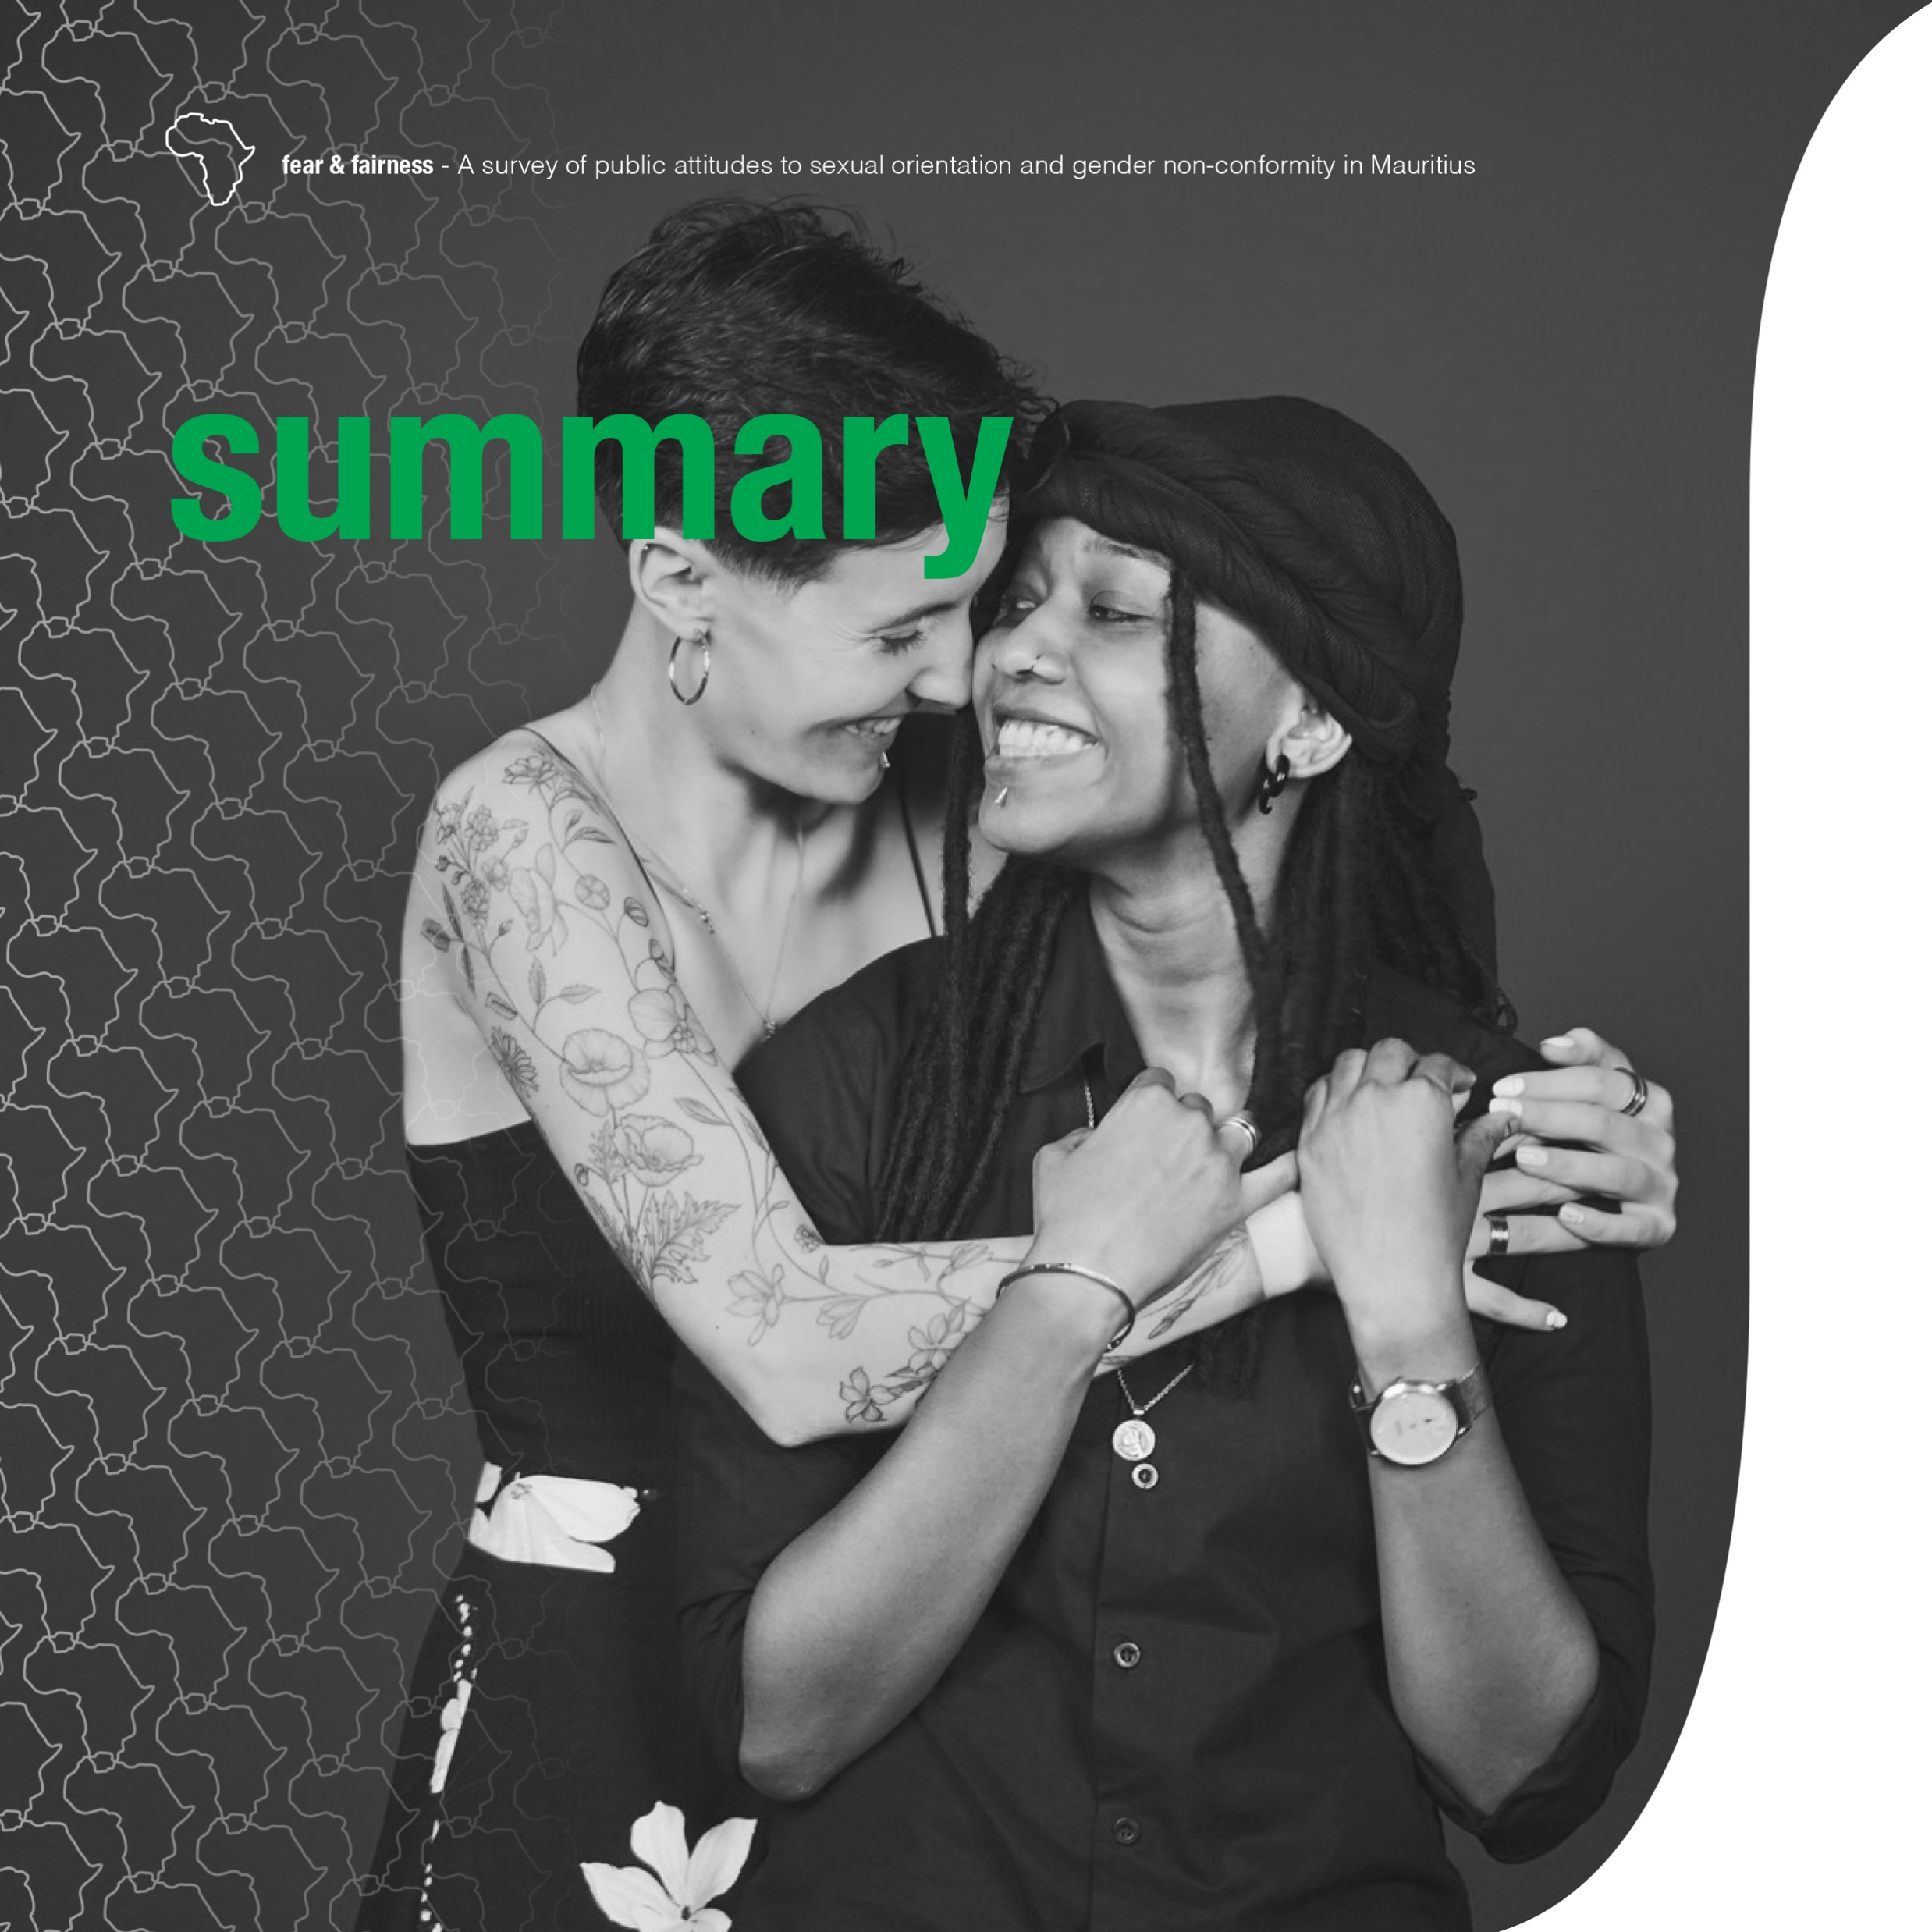 fear & fairness - A survey of public attitudes to sexual orientation and gender non-conformity in Mauritius
summary